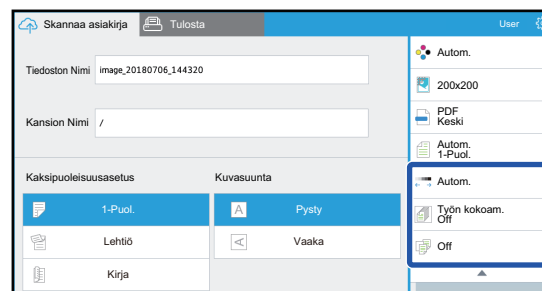 Skannaa asiakirja
Tulosta
User
Tiedoston Nimi
image_20180706_144320
Kansion Nimi
/
Kaksipuoleisuusasetus
Kuvasuunta
1-Puol.
A
Pysty
Lehtiö
A
Vaaka
Kirja
Autom.
200x200
PDF
Keski
Autom.
1-Puol.
Autom.
Työn kokoam.
Off
Off